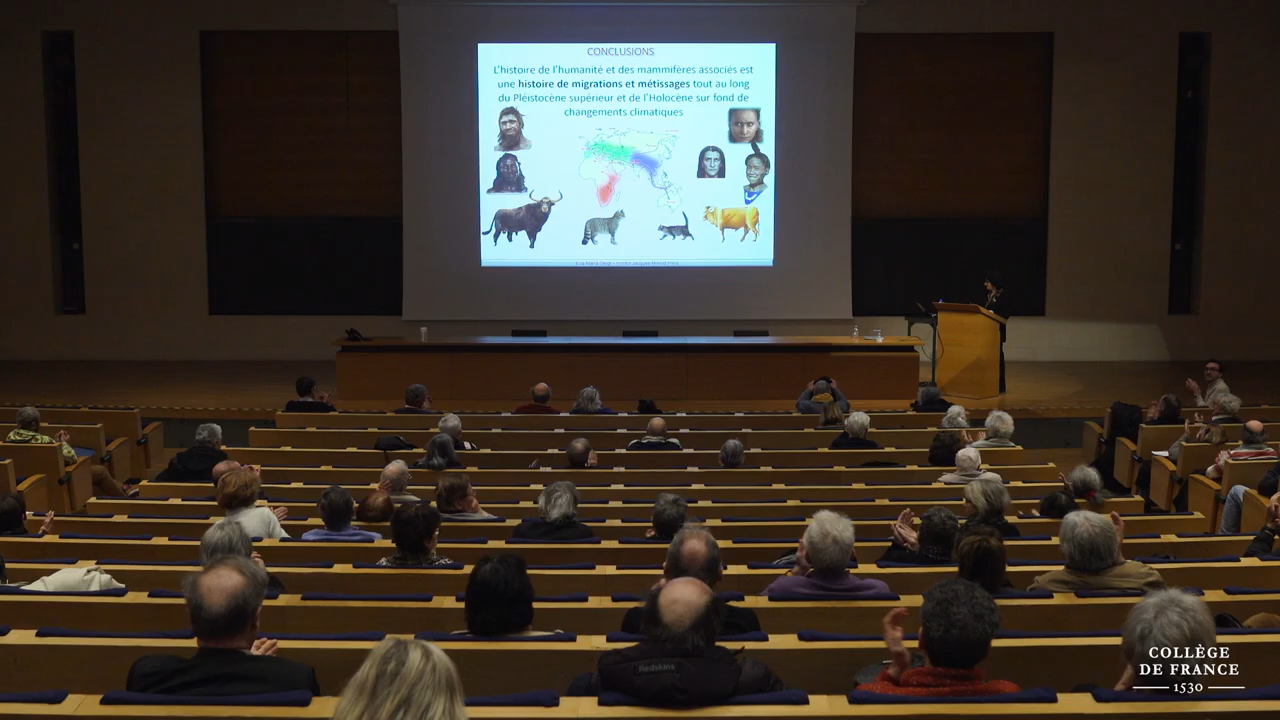 CONCLUSIONS
L'histoire de l'humanité et des mammifères associés est
une histoire de migrations et métissages tout au long
du Pléistocène supérieur et de l'Holocène sur fond de
changements climatiques
Redskins
COLLÈGE
DE FRANCE
1530